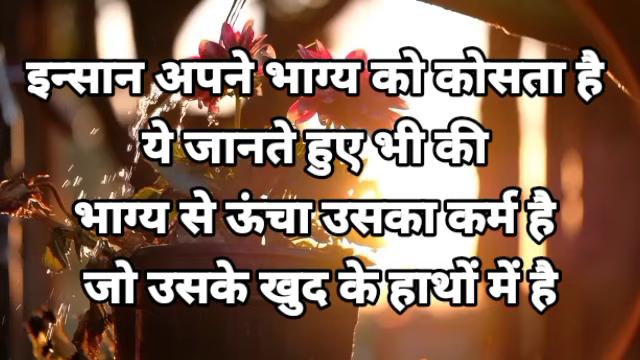 इन्सान अपने भाग्य को कोसता है
ये जानते हुए भी की
भाग्य से ऊंचा उसका कर्म है
जो उसके खुद के हाथों में है